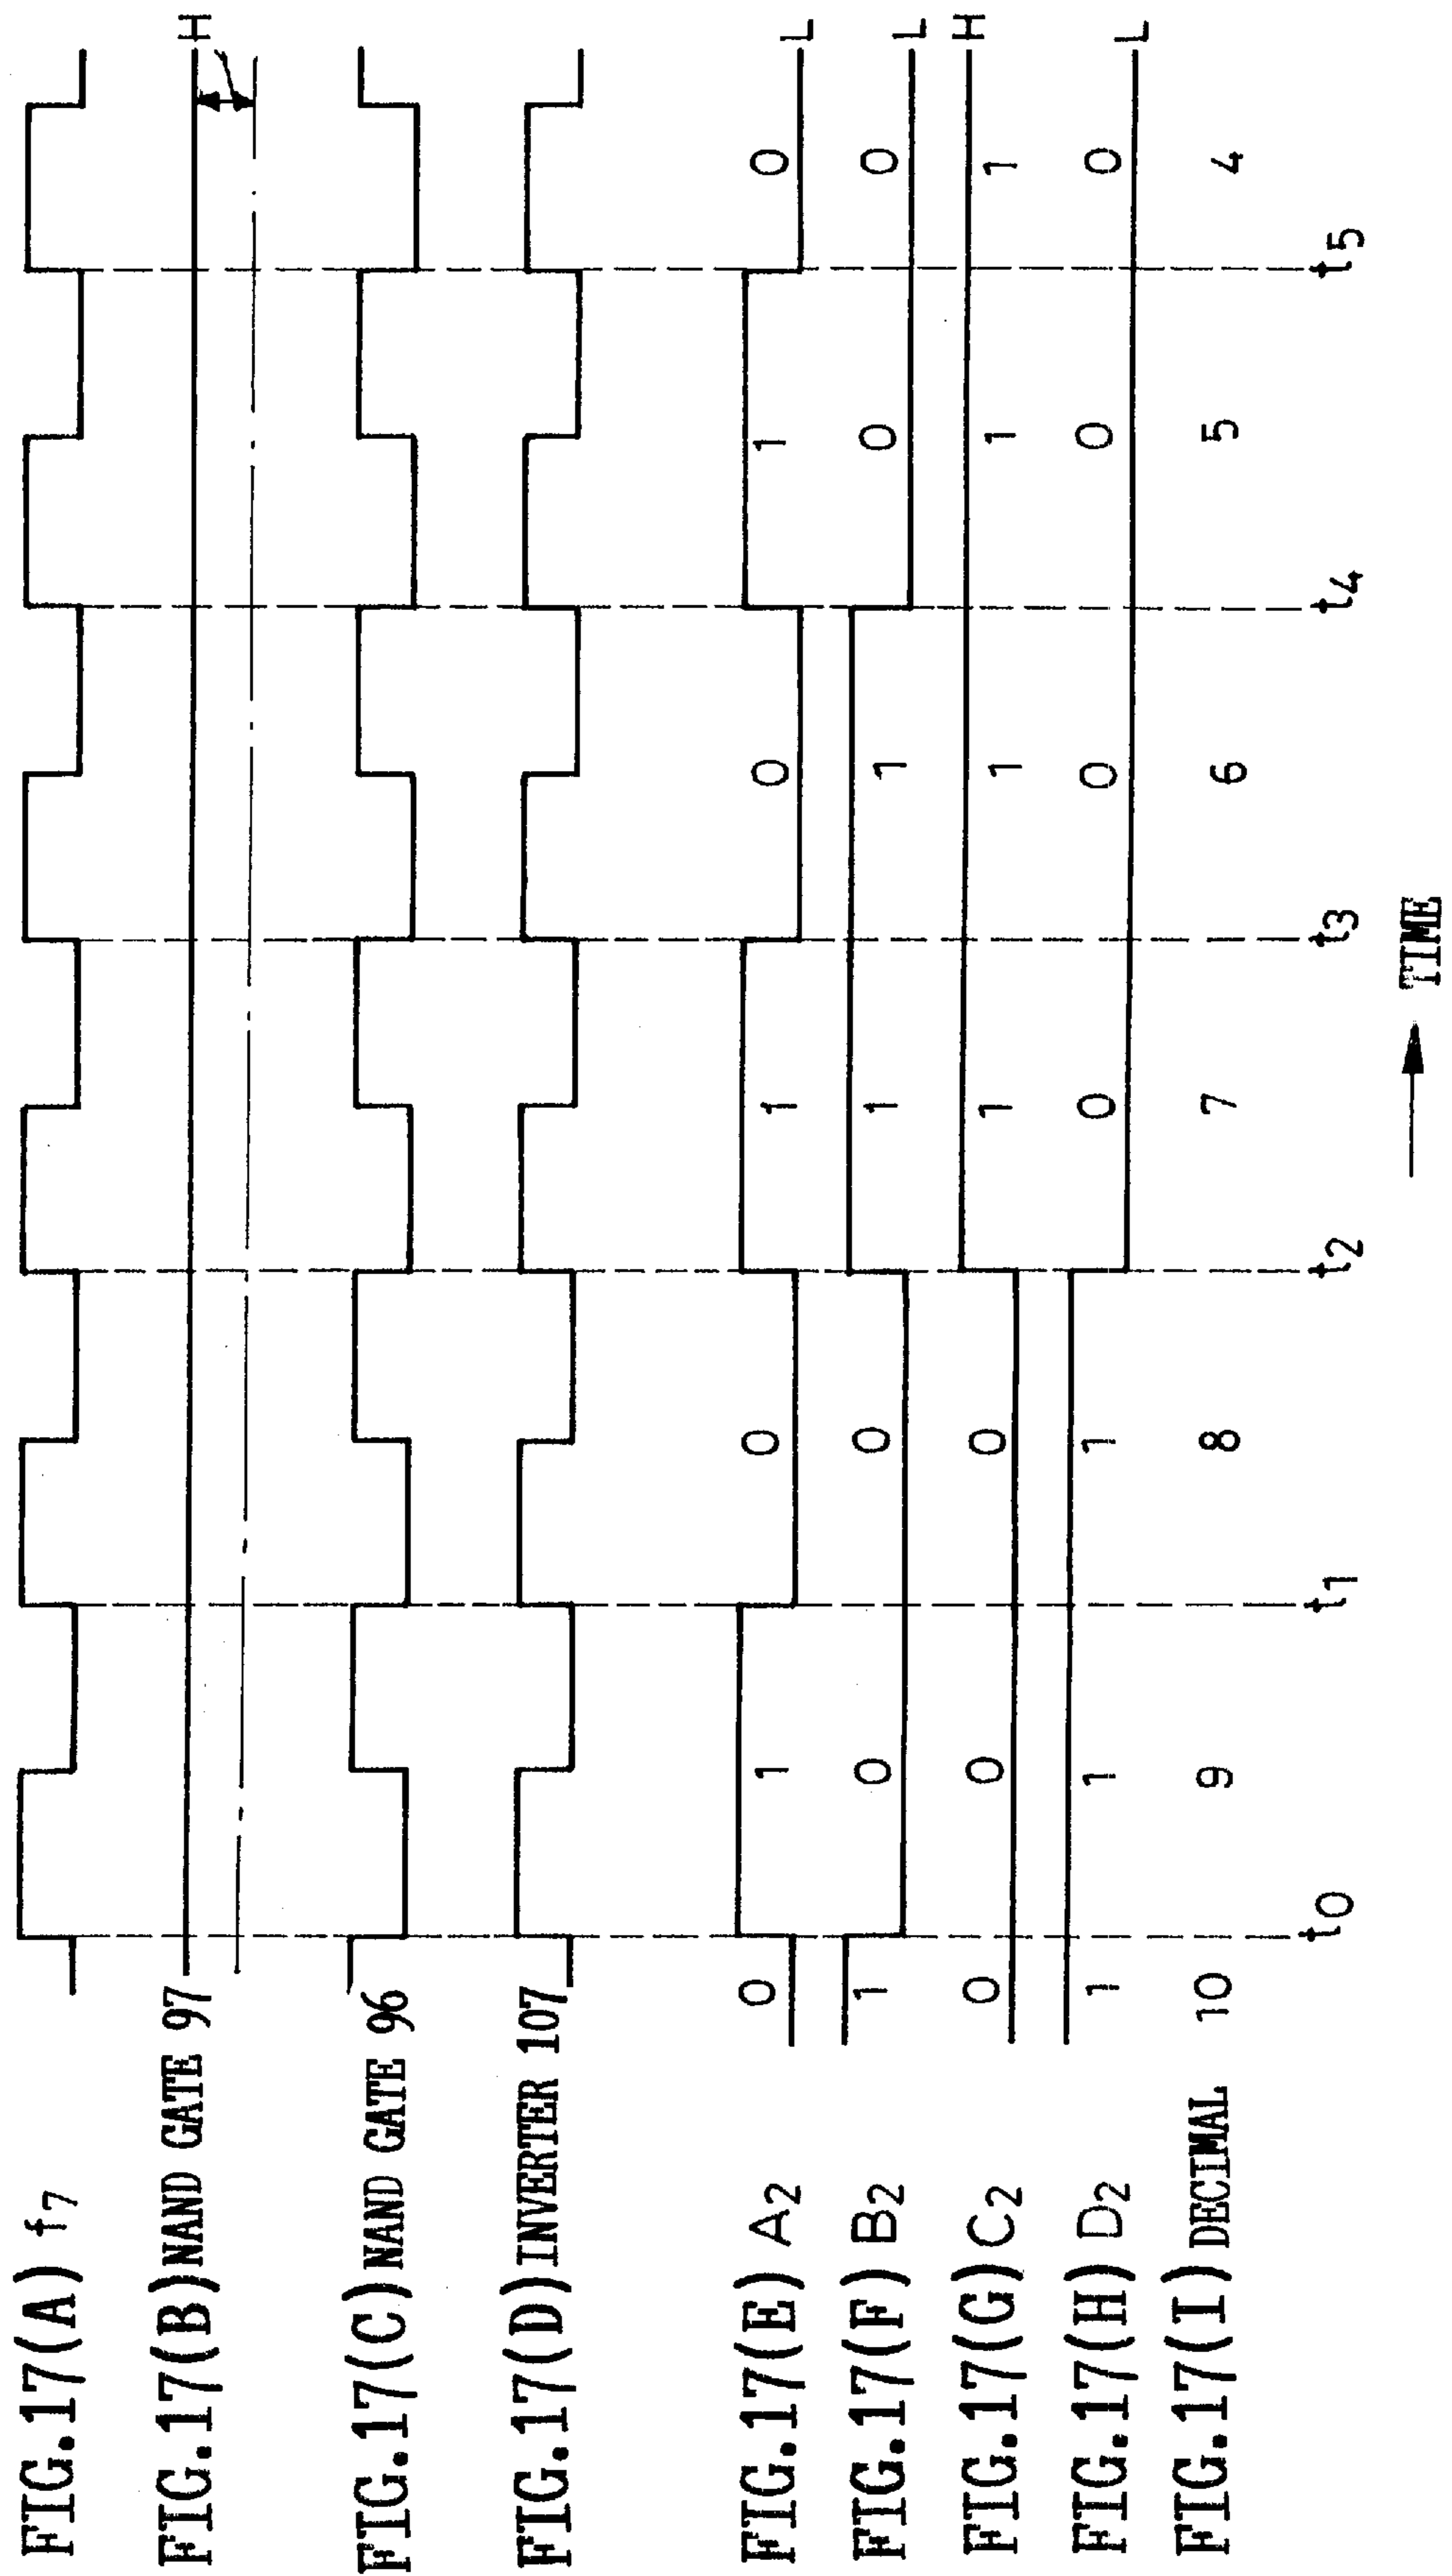 FIG.17(A) f7
FIG.17(B) NAND GATE 97 H
FIG.17(C) NAND GATE 96
FIG.17(D) INVERTER 107
FIG.17(E) A2 0 1 0 1 0 1 0 L
FIG.17(F) B2 1 0 0 1 1 0 0 L
FIG.17(G) C2 0 0 0 1 1 1 1 H
FIG.17(H) D2 1 1 1 0 0 0 0 L
FIG.17(I) DECIMAL 10 9 8 7 6 5 4
t0 t1 t2 t3 t4 t5
TIME